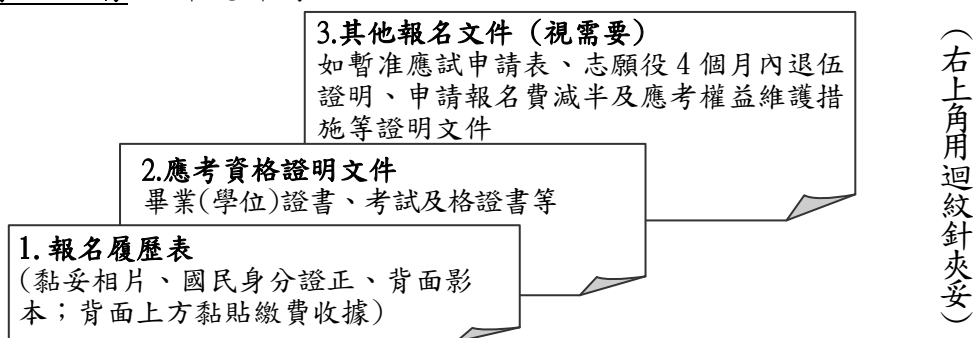 3.其他報名文件（視需要）
如暫准應試申請表、志願役 4 個月內退伍
證明、申請報名費減半及應考權益維護措
施等證明文件
2.應考資格證明文件
畢業(學位)證書、考試及格證書等
1.報名履歷表
(黏妥相片、國民身分證正、背面影
本；背面上方黏貼繳費收據)
（右上角用迴紋針夾妥）